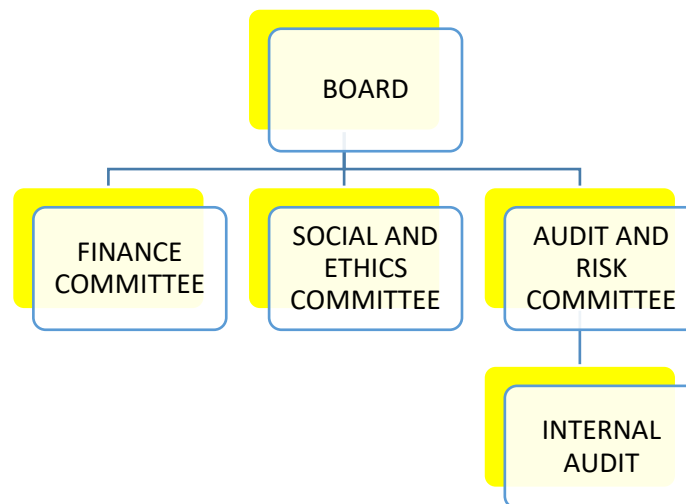 BOARD
FINANCE
COMMITTEE
SOCIAL AND
ETHICS
COMMITTEE
AUDIT AND
RISK
COMMITTEE
INTERNAL
AUDIT